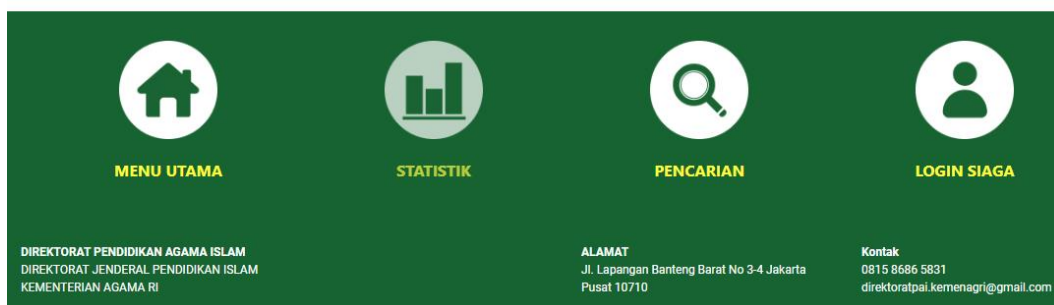 MENU UTAMA
STATISTIK
PENCARIAN
LOGIN SIAGA
DIREKTORAT PENDIDIKAN AGAMA ISLAM
DIREKTORAT JENDERAL PENDIDIKAN ISLAM
KEMENTERIAN AGAMA RI
ALAMAT
Jl. Lapangan Banteng Barat No 3-4 Jakarta
Pusat 10710
Kontak
0815 8686 5831
direktoratpai.kemenagri@gmail.com